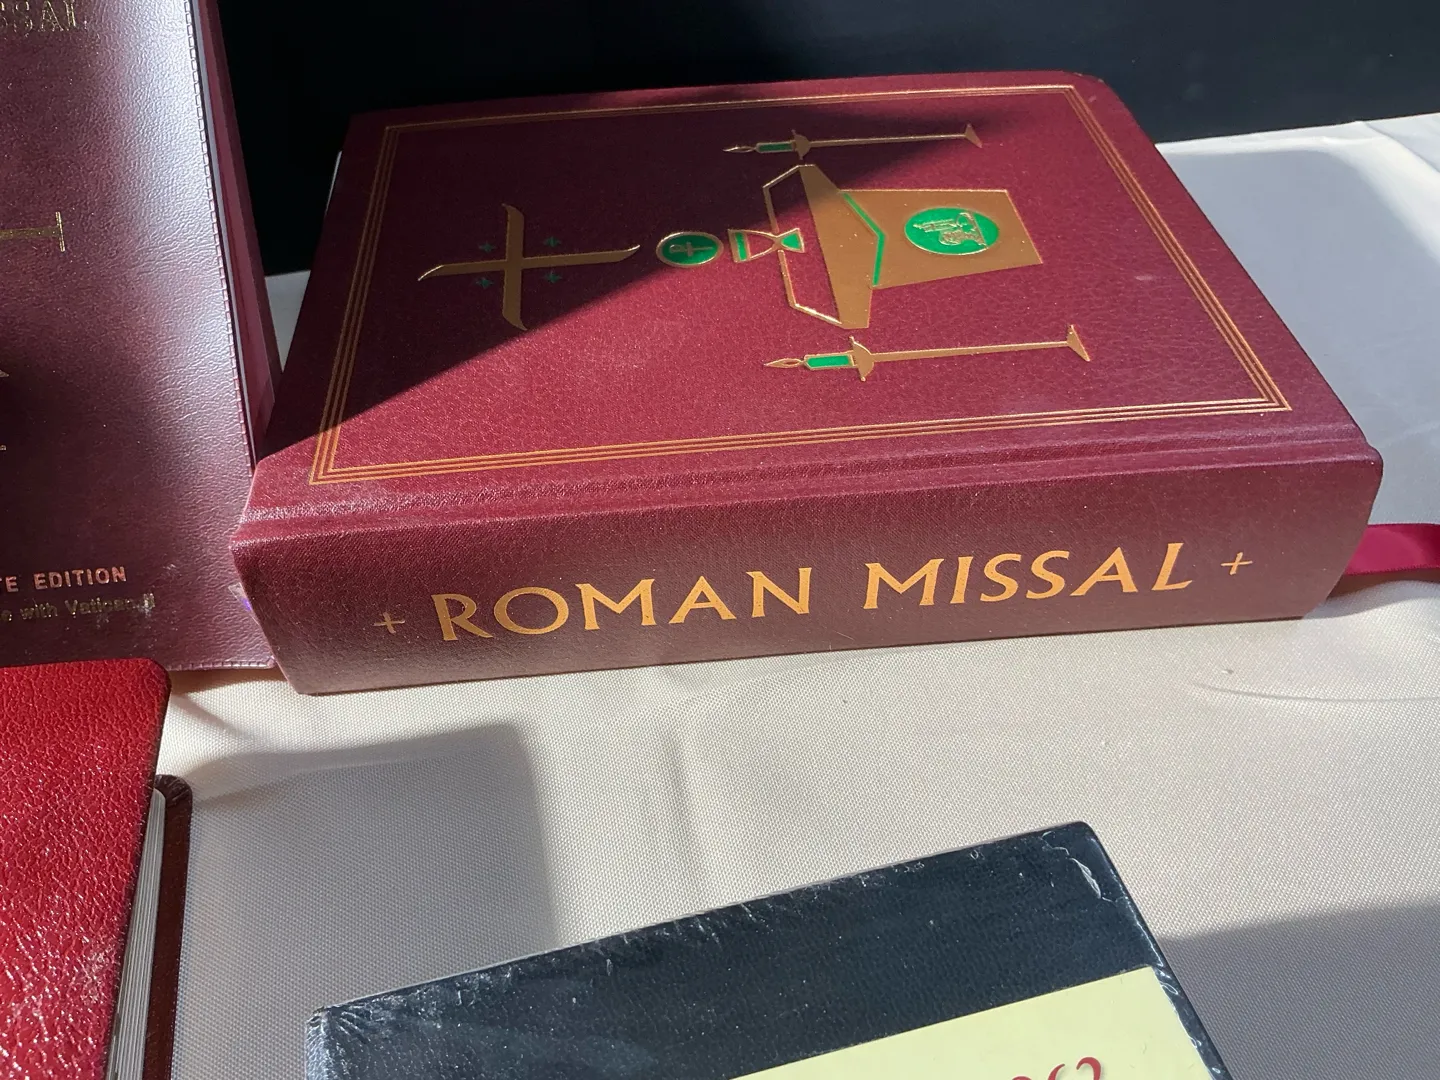 + ROMAN MISSAL +
EDITION
with Vatican II